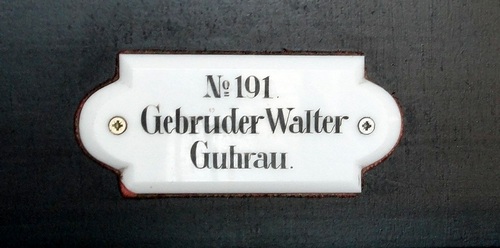 № 191.
Gebrüder Walter
Guhrau.